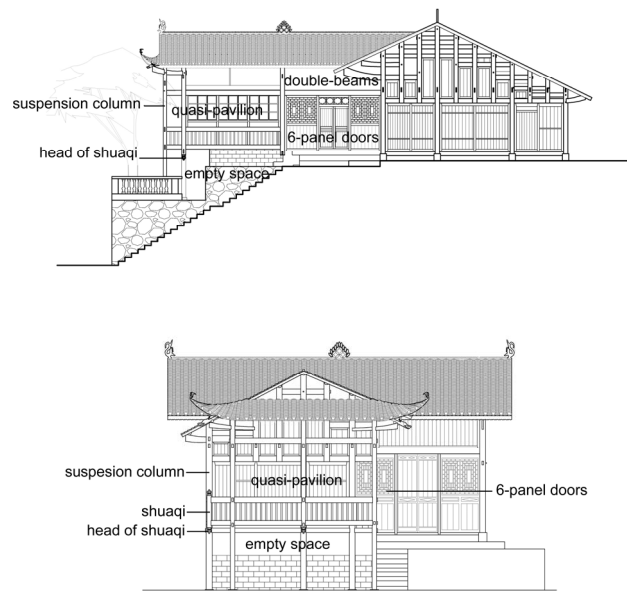 double-beams
suspension column
quasi-pavilion
6-panel doors
head of shuaqi
empty space
suspesion column
quasi-pavilion
6-panel doors
shuaqi
head of shuaqi
empty space